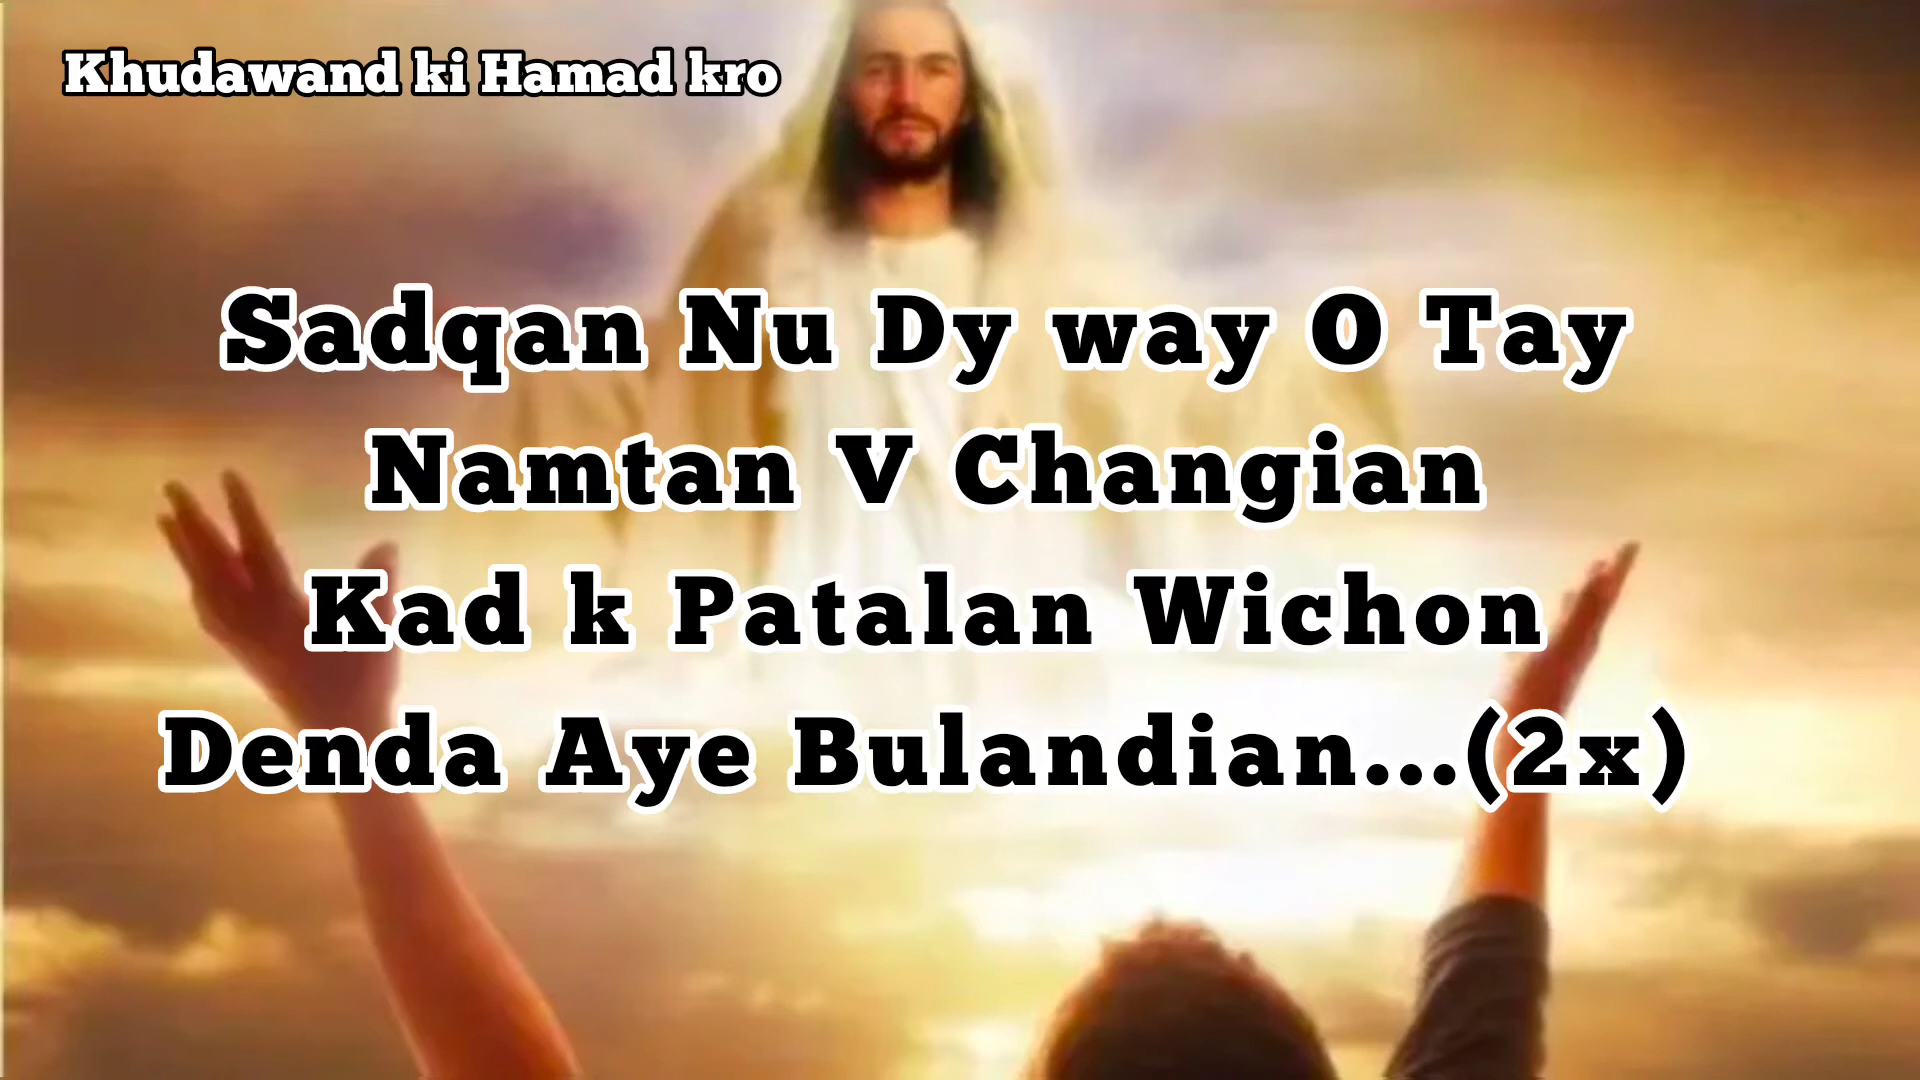 Khudawand ki Hamad kro
Sadqan Nu Dy way O Tay
Namtan V Changian
Kad k Patalan Wichon
Denda Aye Bulandian...(2x)